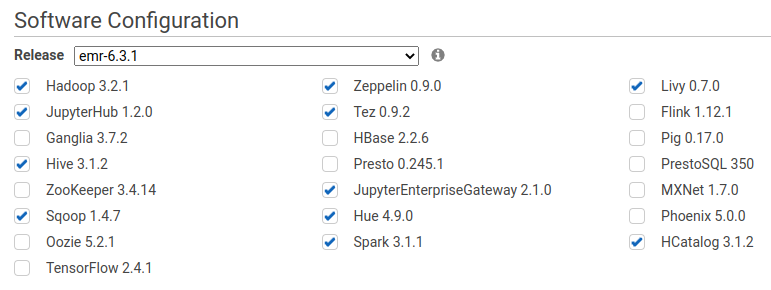 Software Configuration
Release emr-6.3.1
Hadoop 3.2.1 Zeppelin 0.9.0 Livy 0.7.0
JupyterHub 1.2.0 Tez 0.9.2 Flink 1.12.1
Ganglia 3.7.2 HBase 2.2.6 Pig 0.17.0
Hive 3.1.2 Presto 0.245.1 PrestoSQL 350
ZooKeeper 3.4.14 JupyterEnterpriseGateway 2.1.0 MXNet 1.7.0
Sqoop 1.4.7 Hue 4.9.0 Phoenix 5.0.0
Oozie 5.2.1 Spark 3.1.1 HCatalog 3.1.2
TensorFlow 2.4.1